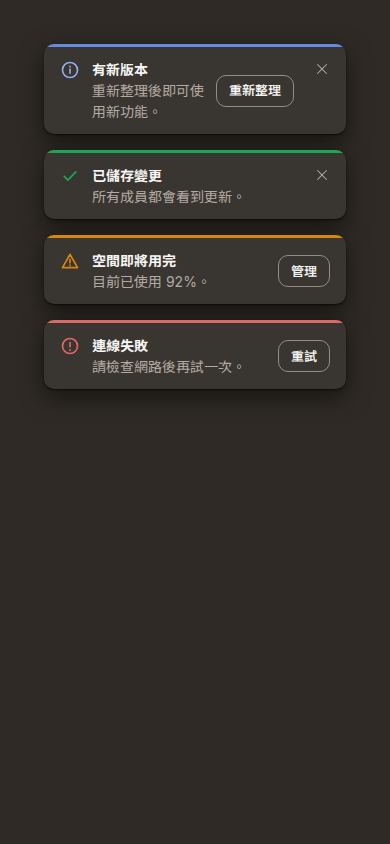 有新版本
重新整理後即可使
用新功能。
重新整理
已儲存變更
所有成員都會看到更新。
空間即將用完
目前已使用 92%。
管理
連線失敗
請檢查網路後再試一次。
重試